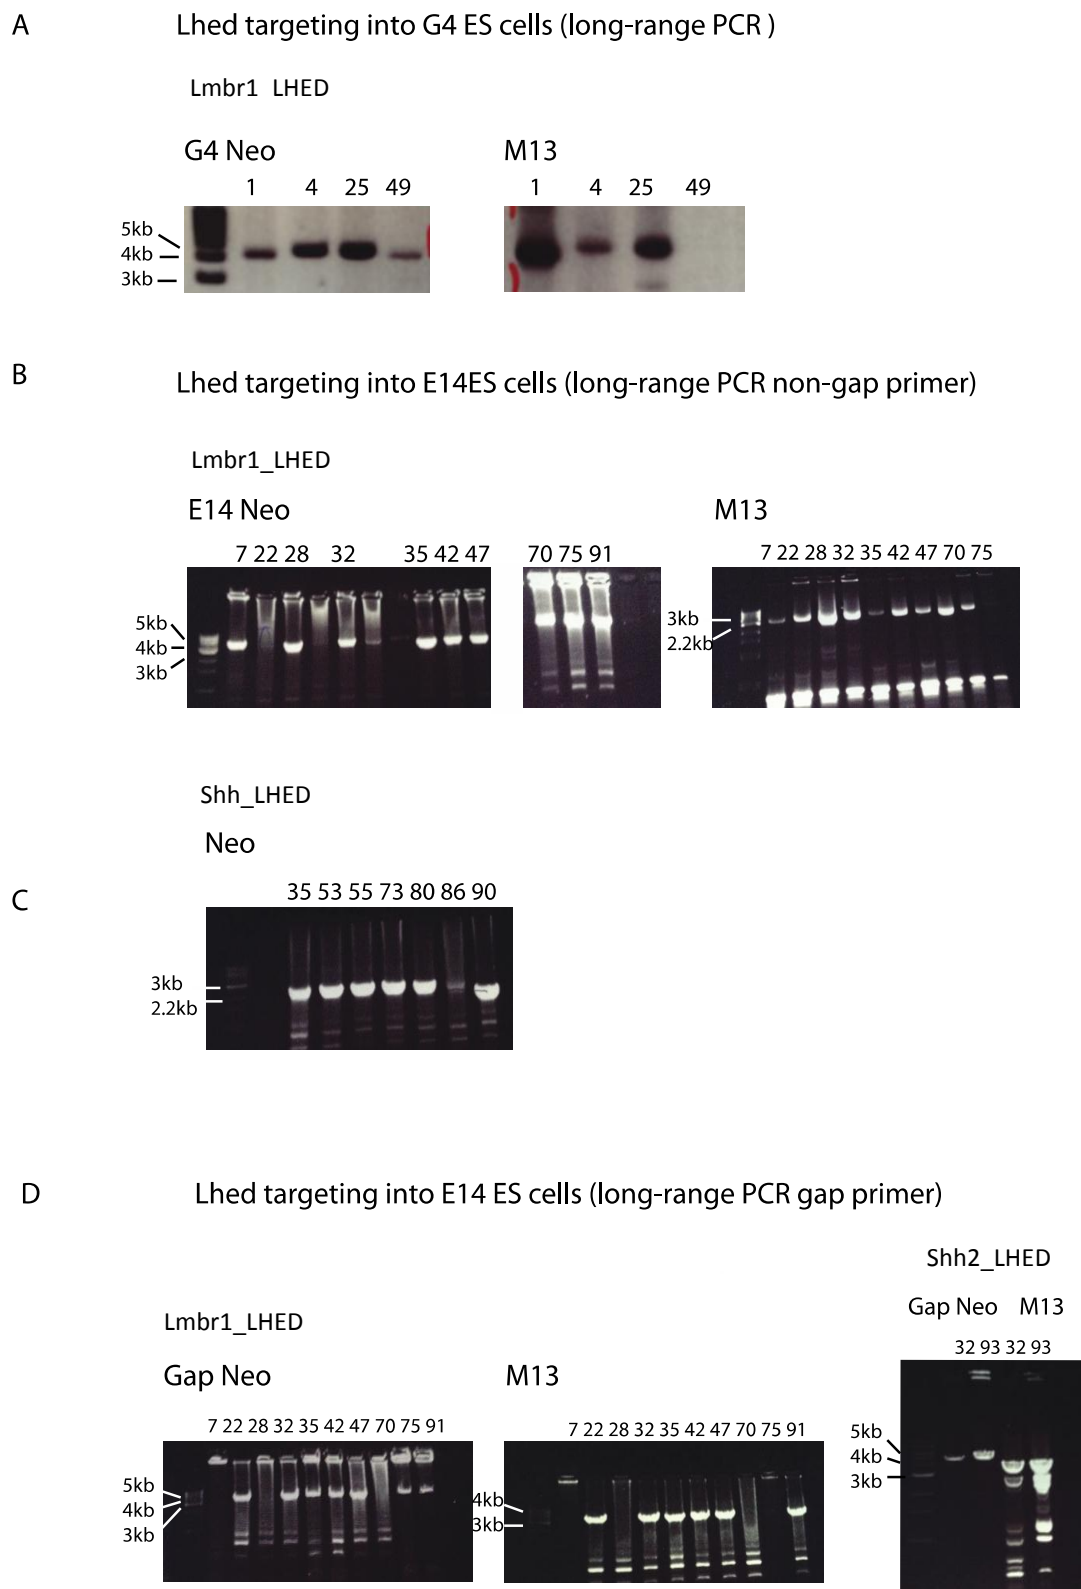 A
Lhed targeting into G4 ES cells (long-range PCR )
Lmbr1 LHED
G4 Neo
M13
1 4 25 49
1 4 25 49
5kb
4kb
3kb
B
Lhed targeting into E14ES cells (long-range PCR non-gap primer)
Lmbr1_LHED
E14 Neo
M13
7 22 28 32 35 42 47
70 75 91
7 22 28 32 35 42 47 70 75
5kb
4kb
3kb
3kb
2.2kb
Shh_LHED
Neo
C
35 53 55 73 80 86 90
3kb
2.2kb
D
Lhed targeting into E14 ES cells (long-range PCR gap primer)
Shh2_LHED
Gap Neo M13
32 93 32 93
5kb
4kb
3kb
Lmbr1_LHED
Gap Neo
M13
7 22 28 32 35 42 47 70 75 91
7 22 28 32 35 42 47 70 75 91
5kb
4kb
3kb
4kb
3kb